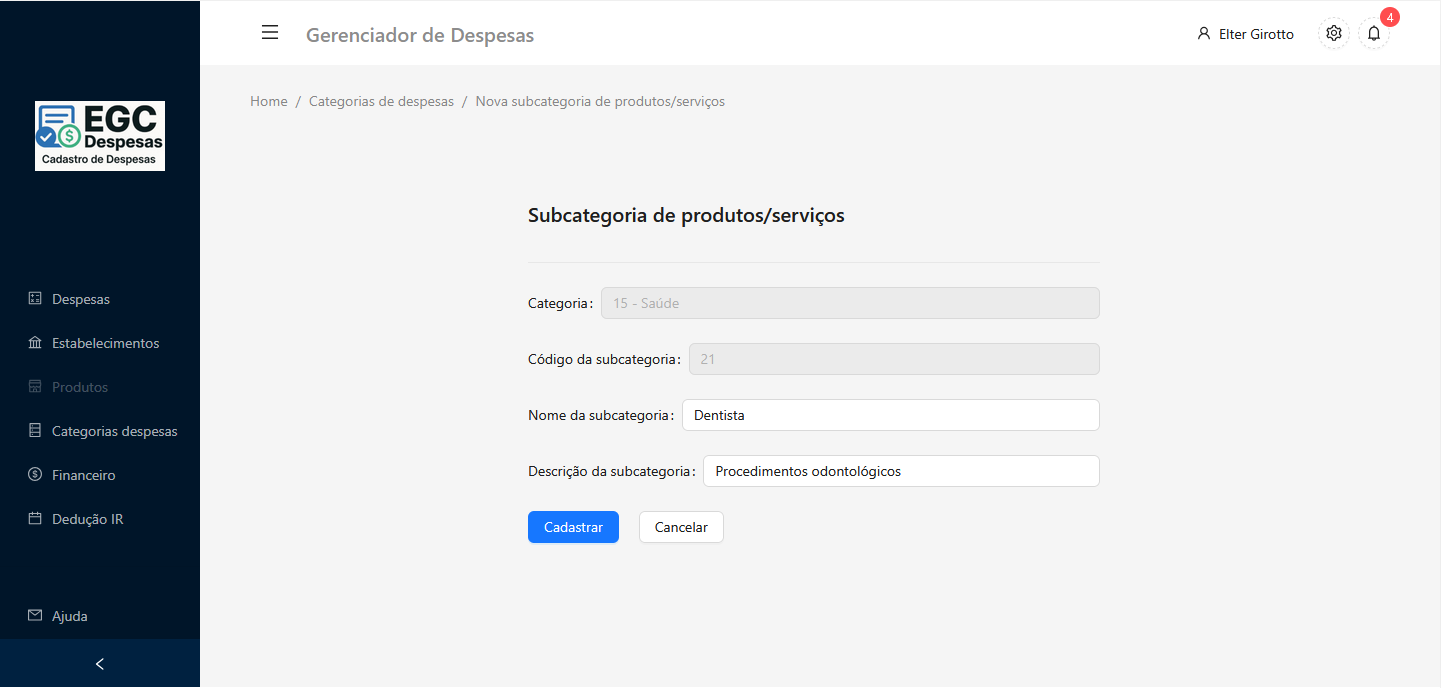 Gerenciador de Despesas
Elter Girotto
4
EGC
Despesas
Cadastro de Despesas
Despesas
Estabelecimentos
Produtos
Categorias despesas
Financeiro
Dedução IR
Ajuda
Home / Categorias de despesas / Nova subcategoria de produtos/serviços
Subcategoria de produtos/serviços
Categoria: 15 - Saúde
Código da subcategoria: 21
Nome da subcategoria: Dentista
Descrição da subcategoria: Procedimentos odontológicos
Cadastrar Cancelar